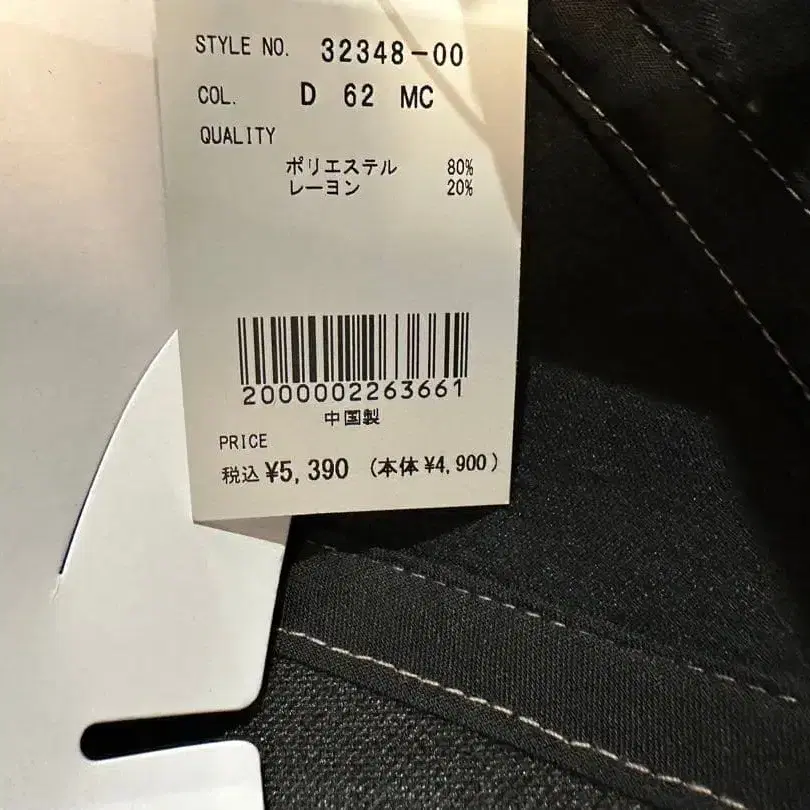 STYLE NO. 32348-00
COL. D 62 MC
QUALITY
ポリエステル 80%
レーヨン 20%
2000002263661
中国製
PRICE
税込 ¥5,390 (本体 ¥4,900)